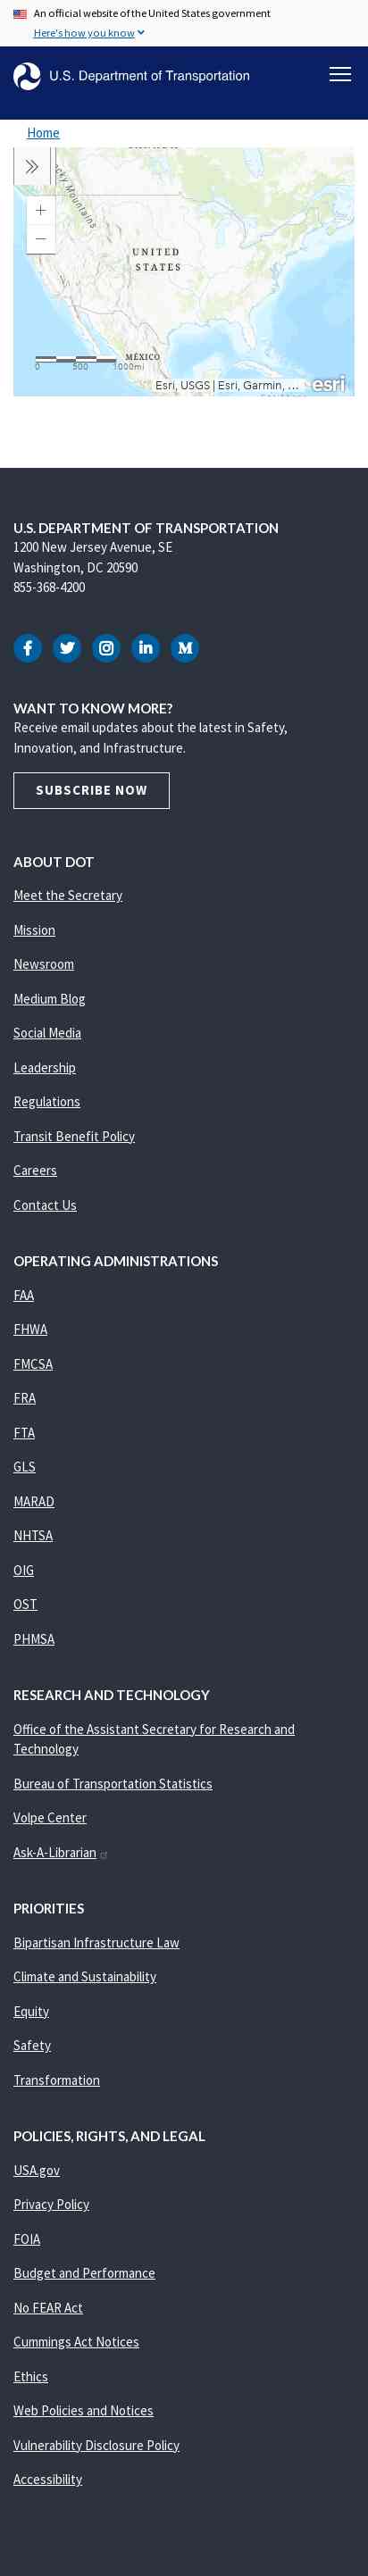 An official website of the United States government
Here's how you know
U.S. Department of Transportation
Home
UNITED
STATES
MÉXICO
0 500 1000mi
Esri, USGS | Esri, Garmin, ...
esri
U.S. DEPARTMENT OF TRANSPORTATION
1200 New Jersey Avenue, SE
Washington, DC 20590
855-368-4200
WANT TO KNOW MORE?
Receive email updates about the latest in Safety,
Innovation, and Infrastructure.
SUBSCRIBE NOW
ABOUT DOT
Meet the Secretary
Mission
Newsroom
Medium Blog
Social Media
Leadership
Regulations
Transit Benefit Policy
Careers
Contact Us
OPERATING ADMINISTRATIONS
FAA
FHWA
FMCSA
FRA
FTA
GLS
MARAD
NHTSA
OIG
OST
PHMSA
RESEARCH AND TECHNOLOGY
Office of the Assistant Secretary for Research and
Technology
Bureau of Transportation Statistics
Volpe Center
Ask-A-Librarian
PRIORITIES
Bipartisan Infrastructure Law
Climate and Sustainability
Equity
Safety
Transformation
POLICIES, RIGHTS, AND LEGAL
USA.gov
Privacy Policy
FOIA
Budget and Performance
No FEAR Act
Cummings Act Notices
Ethics
Web Policies and Notices
Vulnerability Disclosure Policy
Accessibility